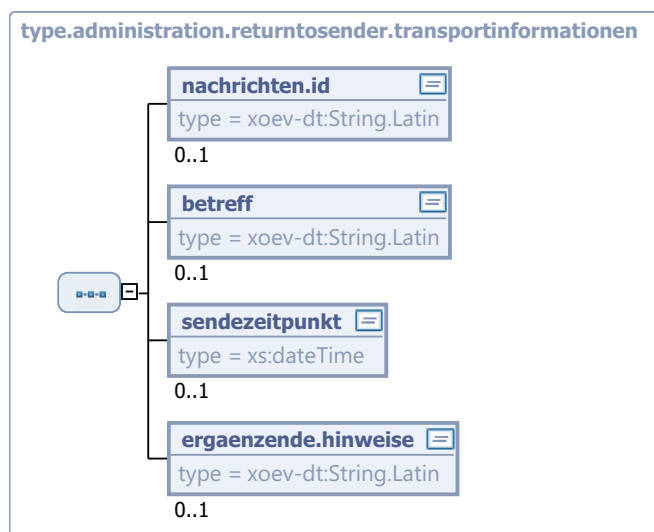 type.administration.returntosender.transportinformationen
nachrichten.id
type = xoev-dt:String.Latin
0..1
betreff
type = xoev-dt:String.Latin
0..1
sendezeitpunkt
type = xs:dateTime
0..1
ergaenzende.hinweise
type = xoev-dt:String.Latin
0..1